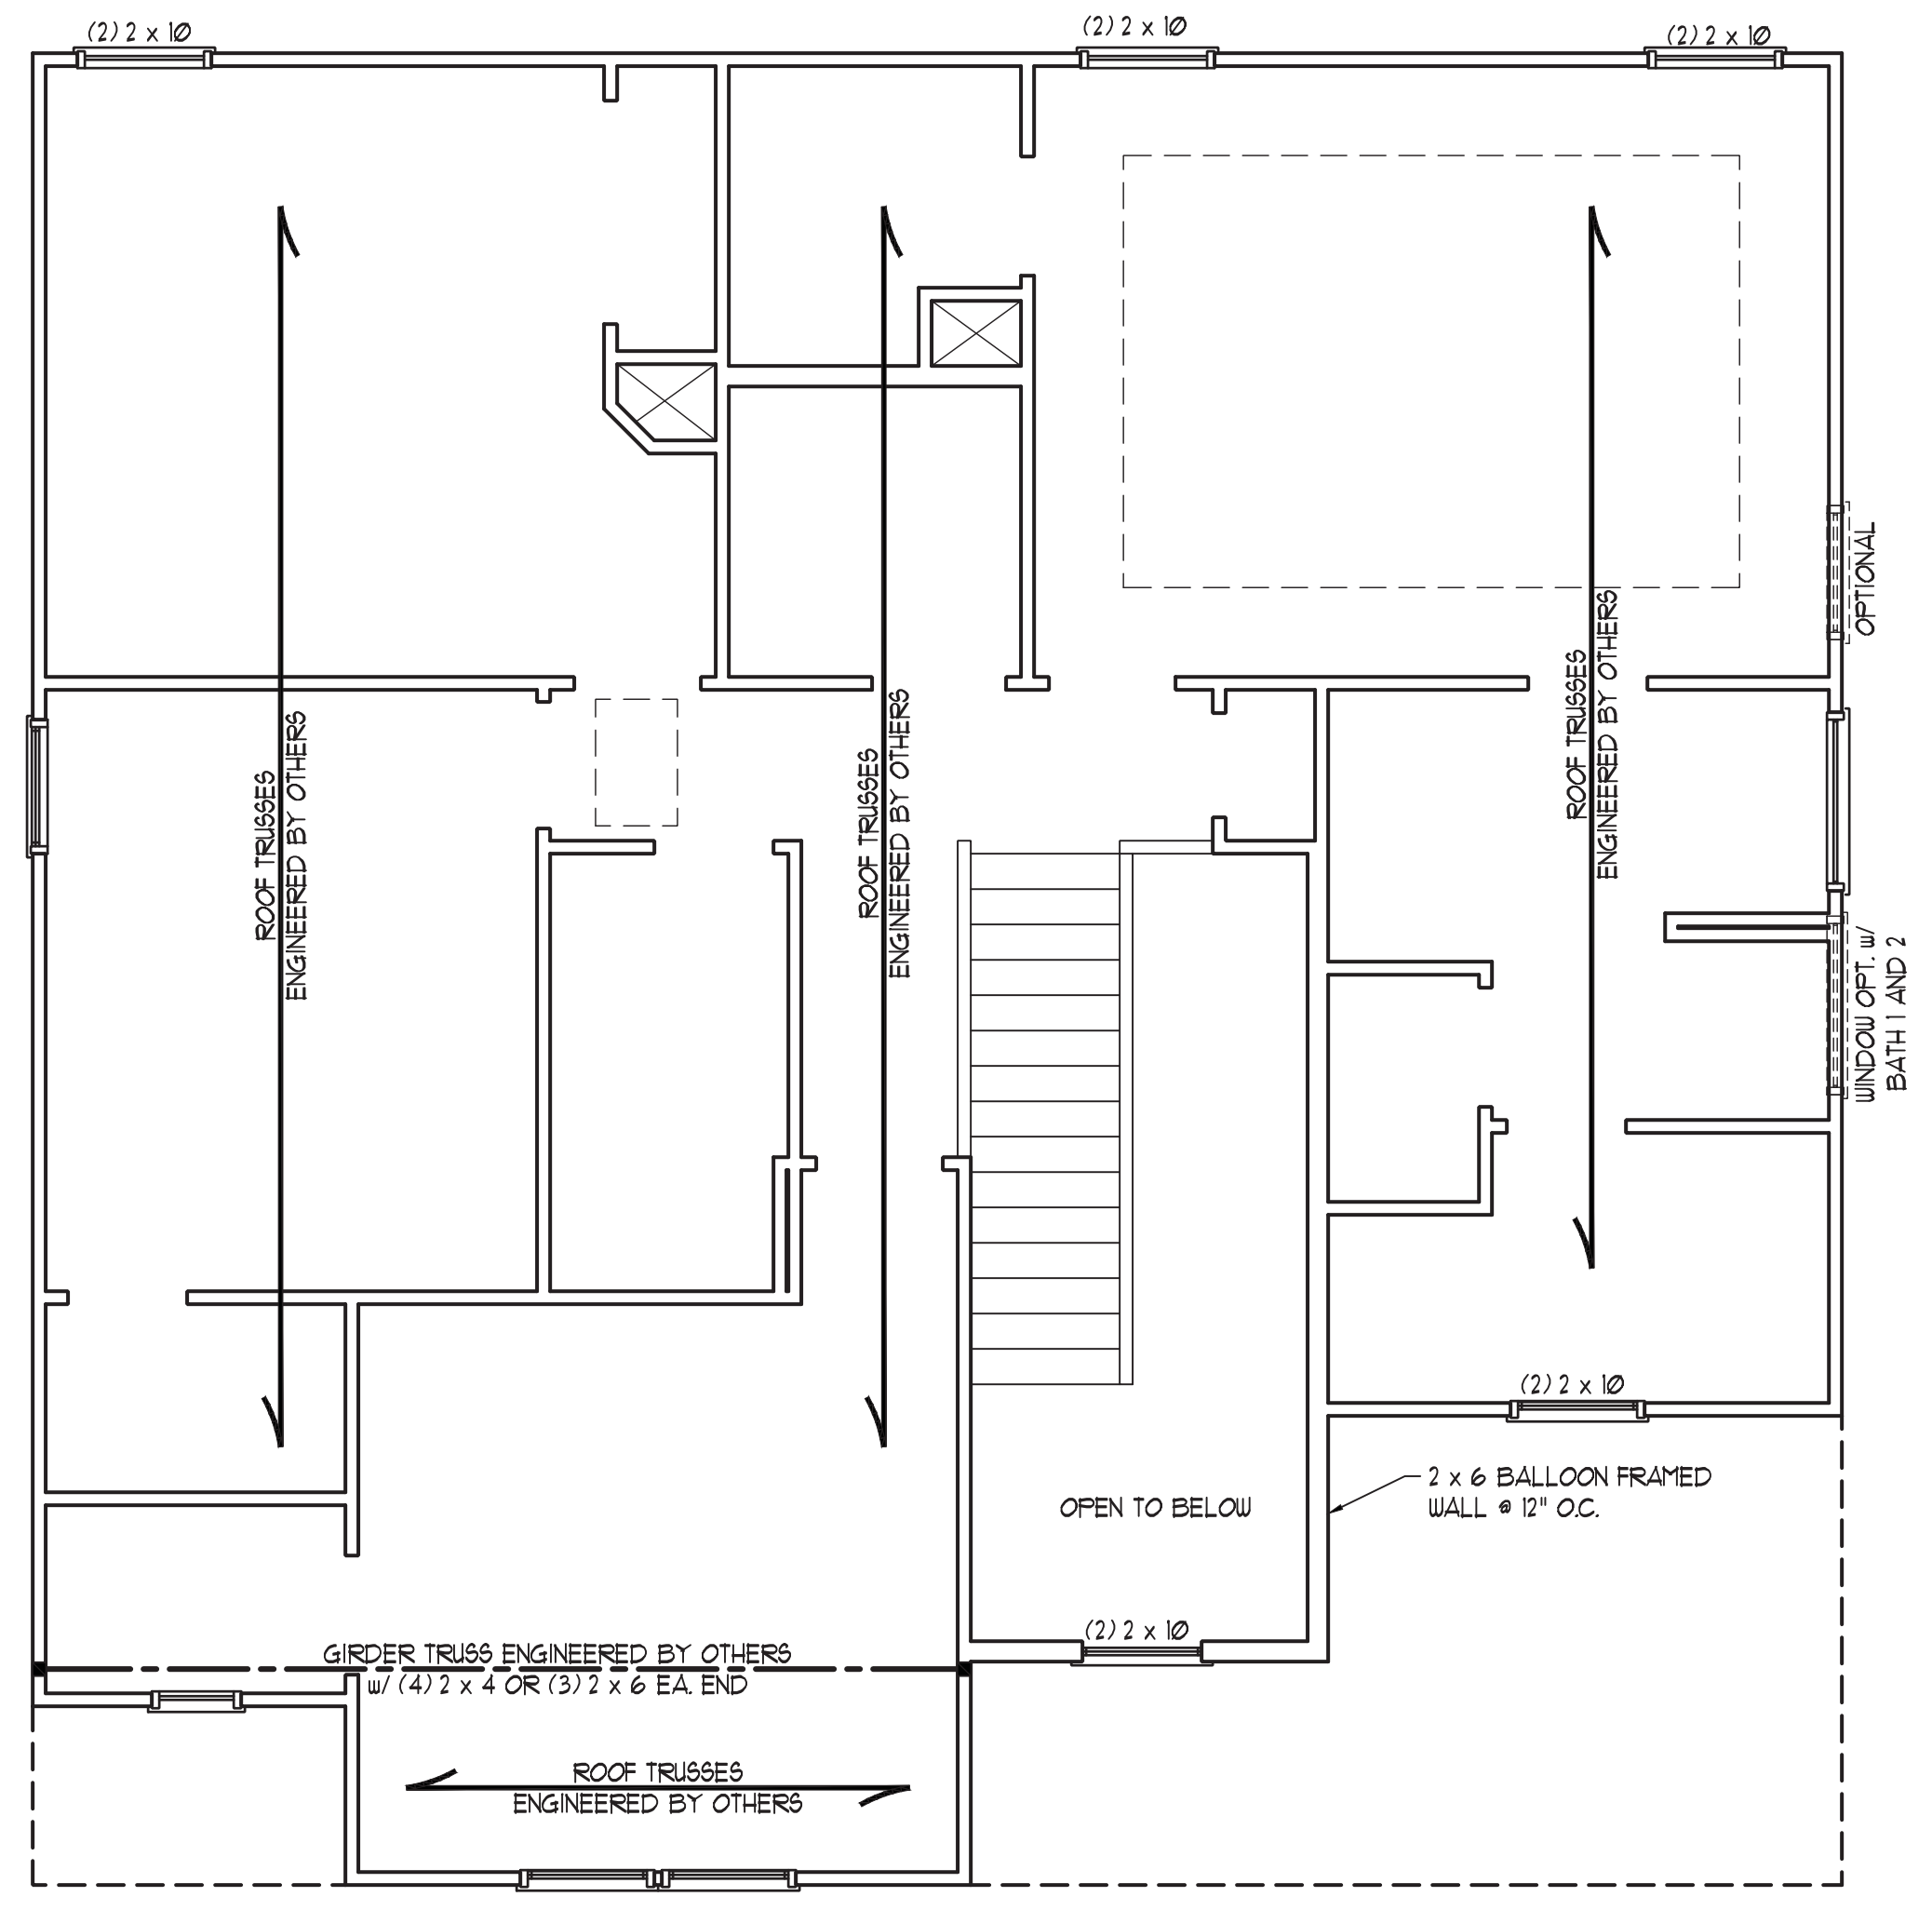 (2) 2 x 10
(2) 2 x 10
(2) 2 x 10
OPTIONAL
ROOF TRUSSES
ENGINEERED BY OTHERS
ROOF TRUSSES
ENGINEERED BY OTHERS
ROOF TRUSSES
ENGINEERED BY OTHERS
WINDOW OPT. w/
BATH 1 AND 2
(2) 2 x 10
2 x 6 BALLOON FRAMED
WALL @ 12" O.C.
OPEN TO BELOW
(2) 2 x 10
GIRDER TRUSS ENGINEERED BY OTHERS
w/ (4) 2 x 4 OR (3) 2 x 6 EA. END
ROOF TRUSSES
ENGINEERED BY OTHERS